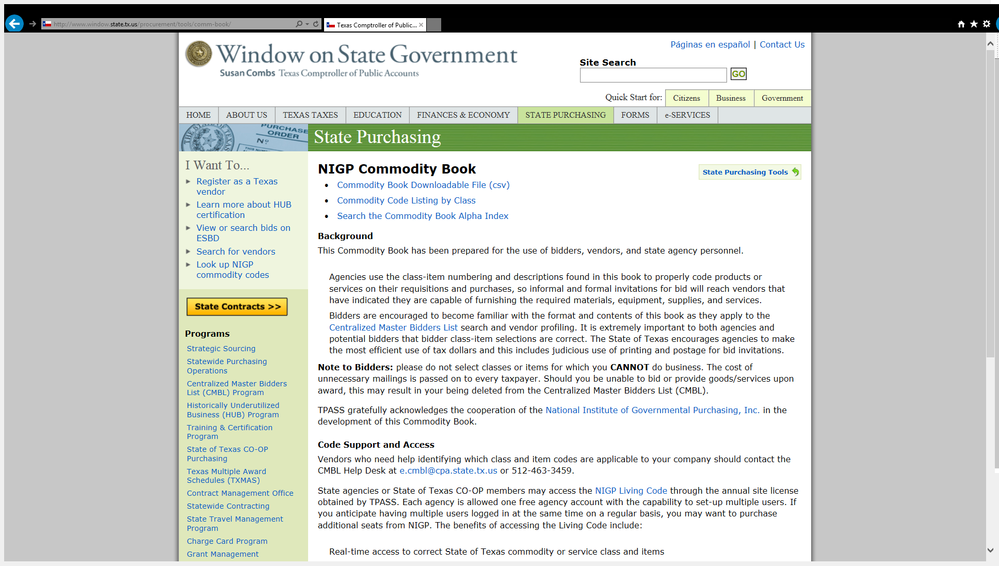 http://www.window.state.tx.us/procurement/tools/comm-book/
Texas Comptroller of Public...
Window on State Government
Susan Combs Texas Comptroller of Public Accounts
Páginas en español | Contact Us
Site Search
GO
Quick Start for: Citizens Business Government
HOME ABOUT US TEXAS TAXES EDUCATION FINANCES & ECONOMY STATE PURCHASING FORMS e-SERVICES
THE STATE OF TEXAS
PURCHASE
ORDER
Nº
THIS NUMBER
State Purchasing
I Want To...
Register as a Texas
vendor
Learn more about HUB
certification
View or search bids on
ESBD
Search for vendors
Look up NIGP
commodity codes
State Contracts >>
Programs
Strategic Sourcing
Statewide Purchasing
Operations
Centralized Master Bidders
List (CMBL) Program
Historically Underutilized
Business (HUB) Program
Training & Certification
Program
State of Texas CO-OP
Purchasing
Texas Multiple Award
Schedules (TXMAS)
Contract Management Office
Statewide Contracting
State Travel Management
Program
Charge Card Program
Grant Management
NIGP Commodity Book
State Purchasing Tools
• Commodity Book Downloadable File (csv)
• Commodity Code Listing by Class
• Search the Commodity Book Alpha Index
Background
This Commodity Book has been prepared for the use of bidders, vendors, and state agency personnel.
Agencies use the class-item numbering and descriptions found in this book to properly code products or
services on their requisitions and purchases, so informal and formal invitations for bid will reach vendors that
have indicated they are capable of furnishing the required materials, equipment, supplies, and services.
Bidders are encouraged to become familiar with the format and contents of this book as they apply to the
Centralized Master Bidders List search and vendor profiling. It is extremely important to both agencies and
potential bidders that bidder class-item selections are correct. The State of Texas encourages agencies to make
the most efficient use of tax dollars and this includes judicious use of printing and postage for bid invitations.
Note to Bidders: please do not select classes or items for which you CANNOT do business. The cost of
unnecessary mailings is passed on to every taxpayer. Should you be unable to bid or provide goods/services upon
award, this may result in your being deleted from the Centralized Master Bidders List (CMBL).
TPASS gratefully acknowledges the cooperation of the National Institute of Governmental Purchasing, Inc. in the
development of this Commodity Book.
Code Support and Access
Vendors who need help identifying which class and item codes are applicable to your company should contact the
CMBL Help Desk at e.cmbl@cpa.state.tx.us or 512-463-3459.
State agencies or State of Texas CO-OP members may access the NIGP Living Code through the annual site license
obtained by TPASS. Each agency is allowed one free agency account with the capability to set-up multiple users. If
you anticipate having multiple users logged in at the same time on a regular basis, you may want to purchase
additional seats from NIGP. The benefits of accessing the Living Code include:
Real-time access to correct State of Texas commodity or service class and items